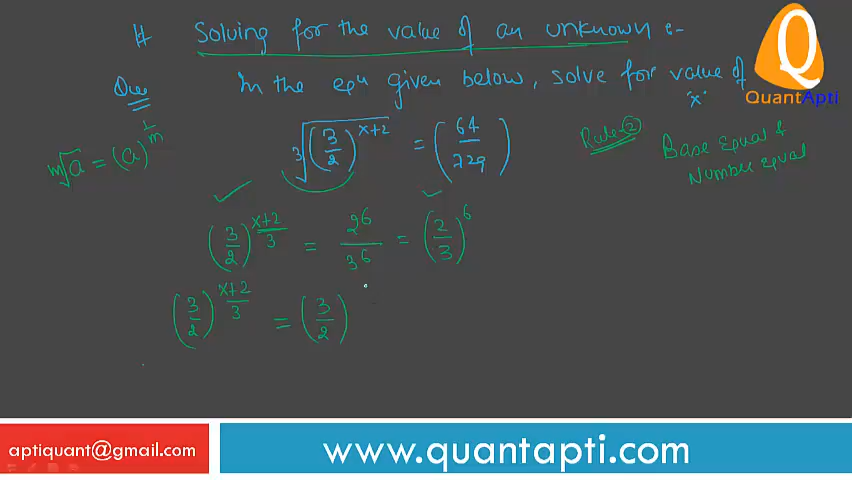 # Solving for the value of an unknown :-
Que In the eqn given below, solve for value of 'x'
QuantApti
ᵐ√a = (a)^(1/m)
³√((3/2)^(x+2)) = (64/729)
Rule-②
Base equal &
Number equal
(3/2)^((x+2)/3) = 2^6/3^6 = (2/3)^6
(3/2)^((x+2)/3) = (3/2)
aptiquant@gmail.com
www.quantapti.com